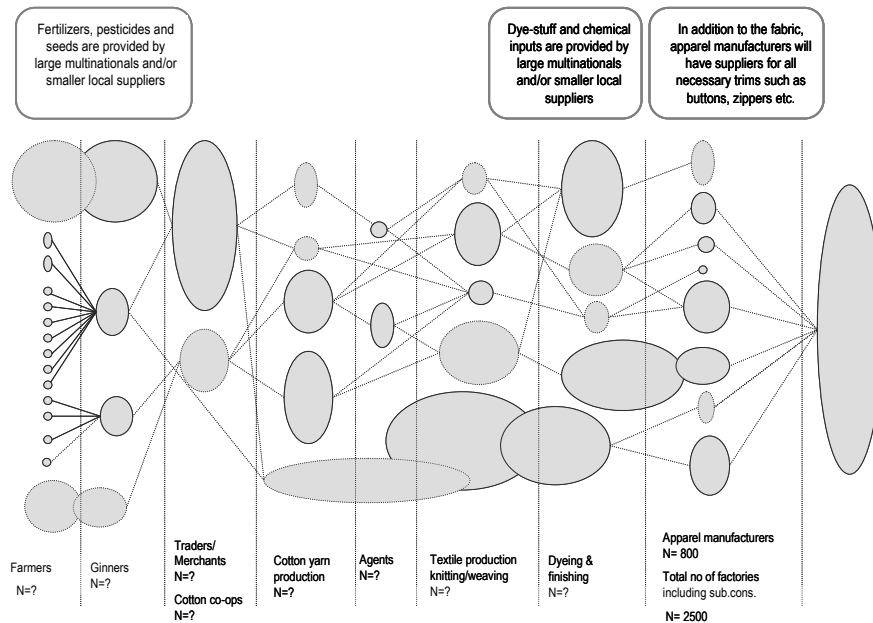 Fertilizers, pesticides and
seeds are provided by
large multinationals and/or
smaller local suppliers
Dye-stuff and chemical
inputs are provided by
large multinationals
and/or smaller local
suppliers
In addition to the fabric,
apparel manufacturers will
have suppliers for all
necessary trims such as
buttons, zippers etc.
Farmers
N=?
Ginners
N=?
Traders/
Merchants
N=?
Cotton co-ops
N=?
Cotton yarn
production
N=?
Agents
N=?
Textile production
knitting/weaving)
N=?
Dyeing &
finishing
N=?
Apparel manufacturers
N= 800
Total no of factories
including sub.cons.
N= 2500